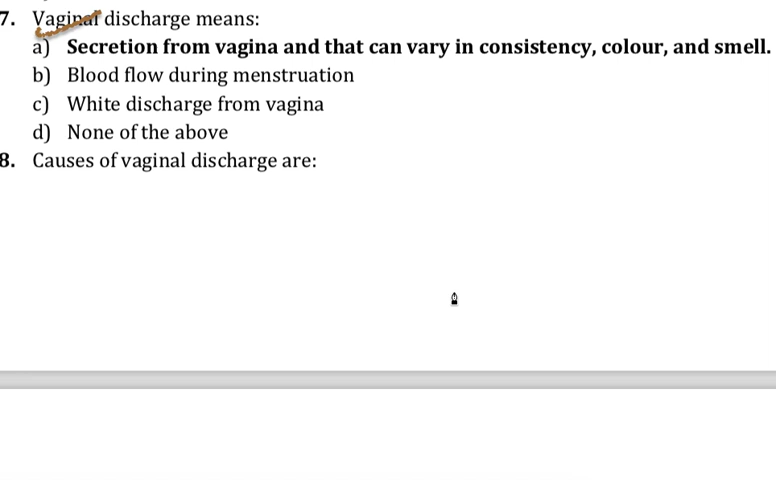 7. Vaginal discharge means:
a) Secretion from vagina and that can vary in consistency, colour, and smell.
b) Blood flow during menstruation
c) White discharge from vagina
d) None of the above
8. Causes of vaginal discharge are: